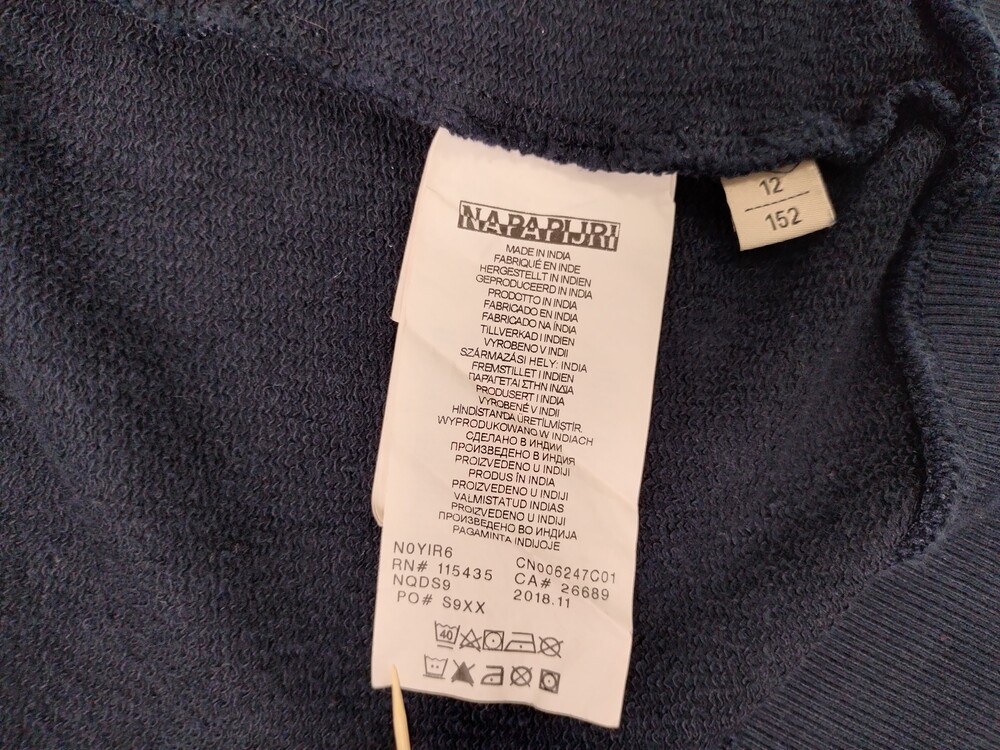 NAPAPIJRI
MADE IN INDIA
FABRIQUÉ EN INDE
HERGESTELLT IN INDIEN
GEPRODUCEERD IN INDIA
PRODOTTO IN INDIA
FABRICADO EN INDIA
FABRICADO NA ÍNDIA
TILLVERKAD I INDIEN
VYROBENO V INDII
SZÁRMAZÁSI HELY: INDIA
FREMSTILLET I INDIEN
ΠΑΡΑΓΕΤΑΙ ΣΤΗΝ ΙΝΔΙΑ
PRODUSERT I INDIA
VYROBENÉ V INDII
HİNDİSTAN'DA ÜRETİLMİŞTİR.
WYPRODUKOWANO W INDIACH
СДЕЛАНО В ИНДИИ
ПРОИЗВЕДЕНО В ИНДИЯ
PROIZVEDENO U INDIJI
PRODUS ÎN INDIA
PROIZVEDENO U INDIJI
VALMISTATUD INDIAS
PROIZVEDENO U INDIJI
ПРОИЗВЕДЕНО ВО ИНДИЈА
PAGAMINTA INDIJOJE
N0YIR6
RN# 115435
NQDS9
PO# S9XX
CN006247C01
CA# 26689
2018.11
40
12
152